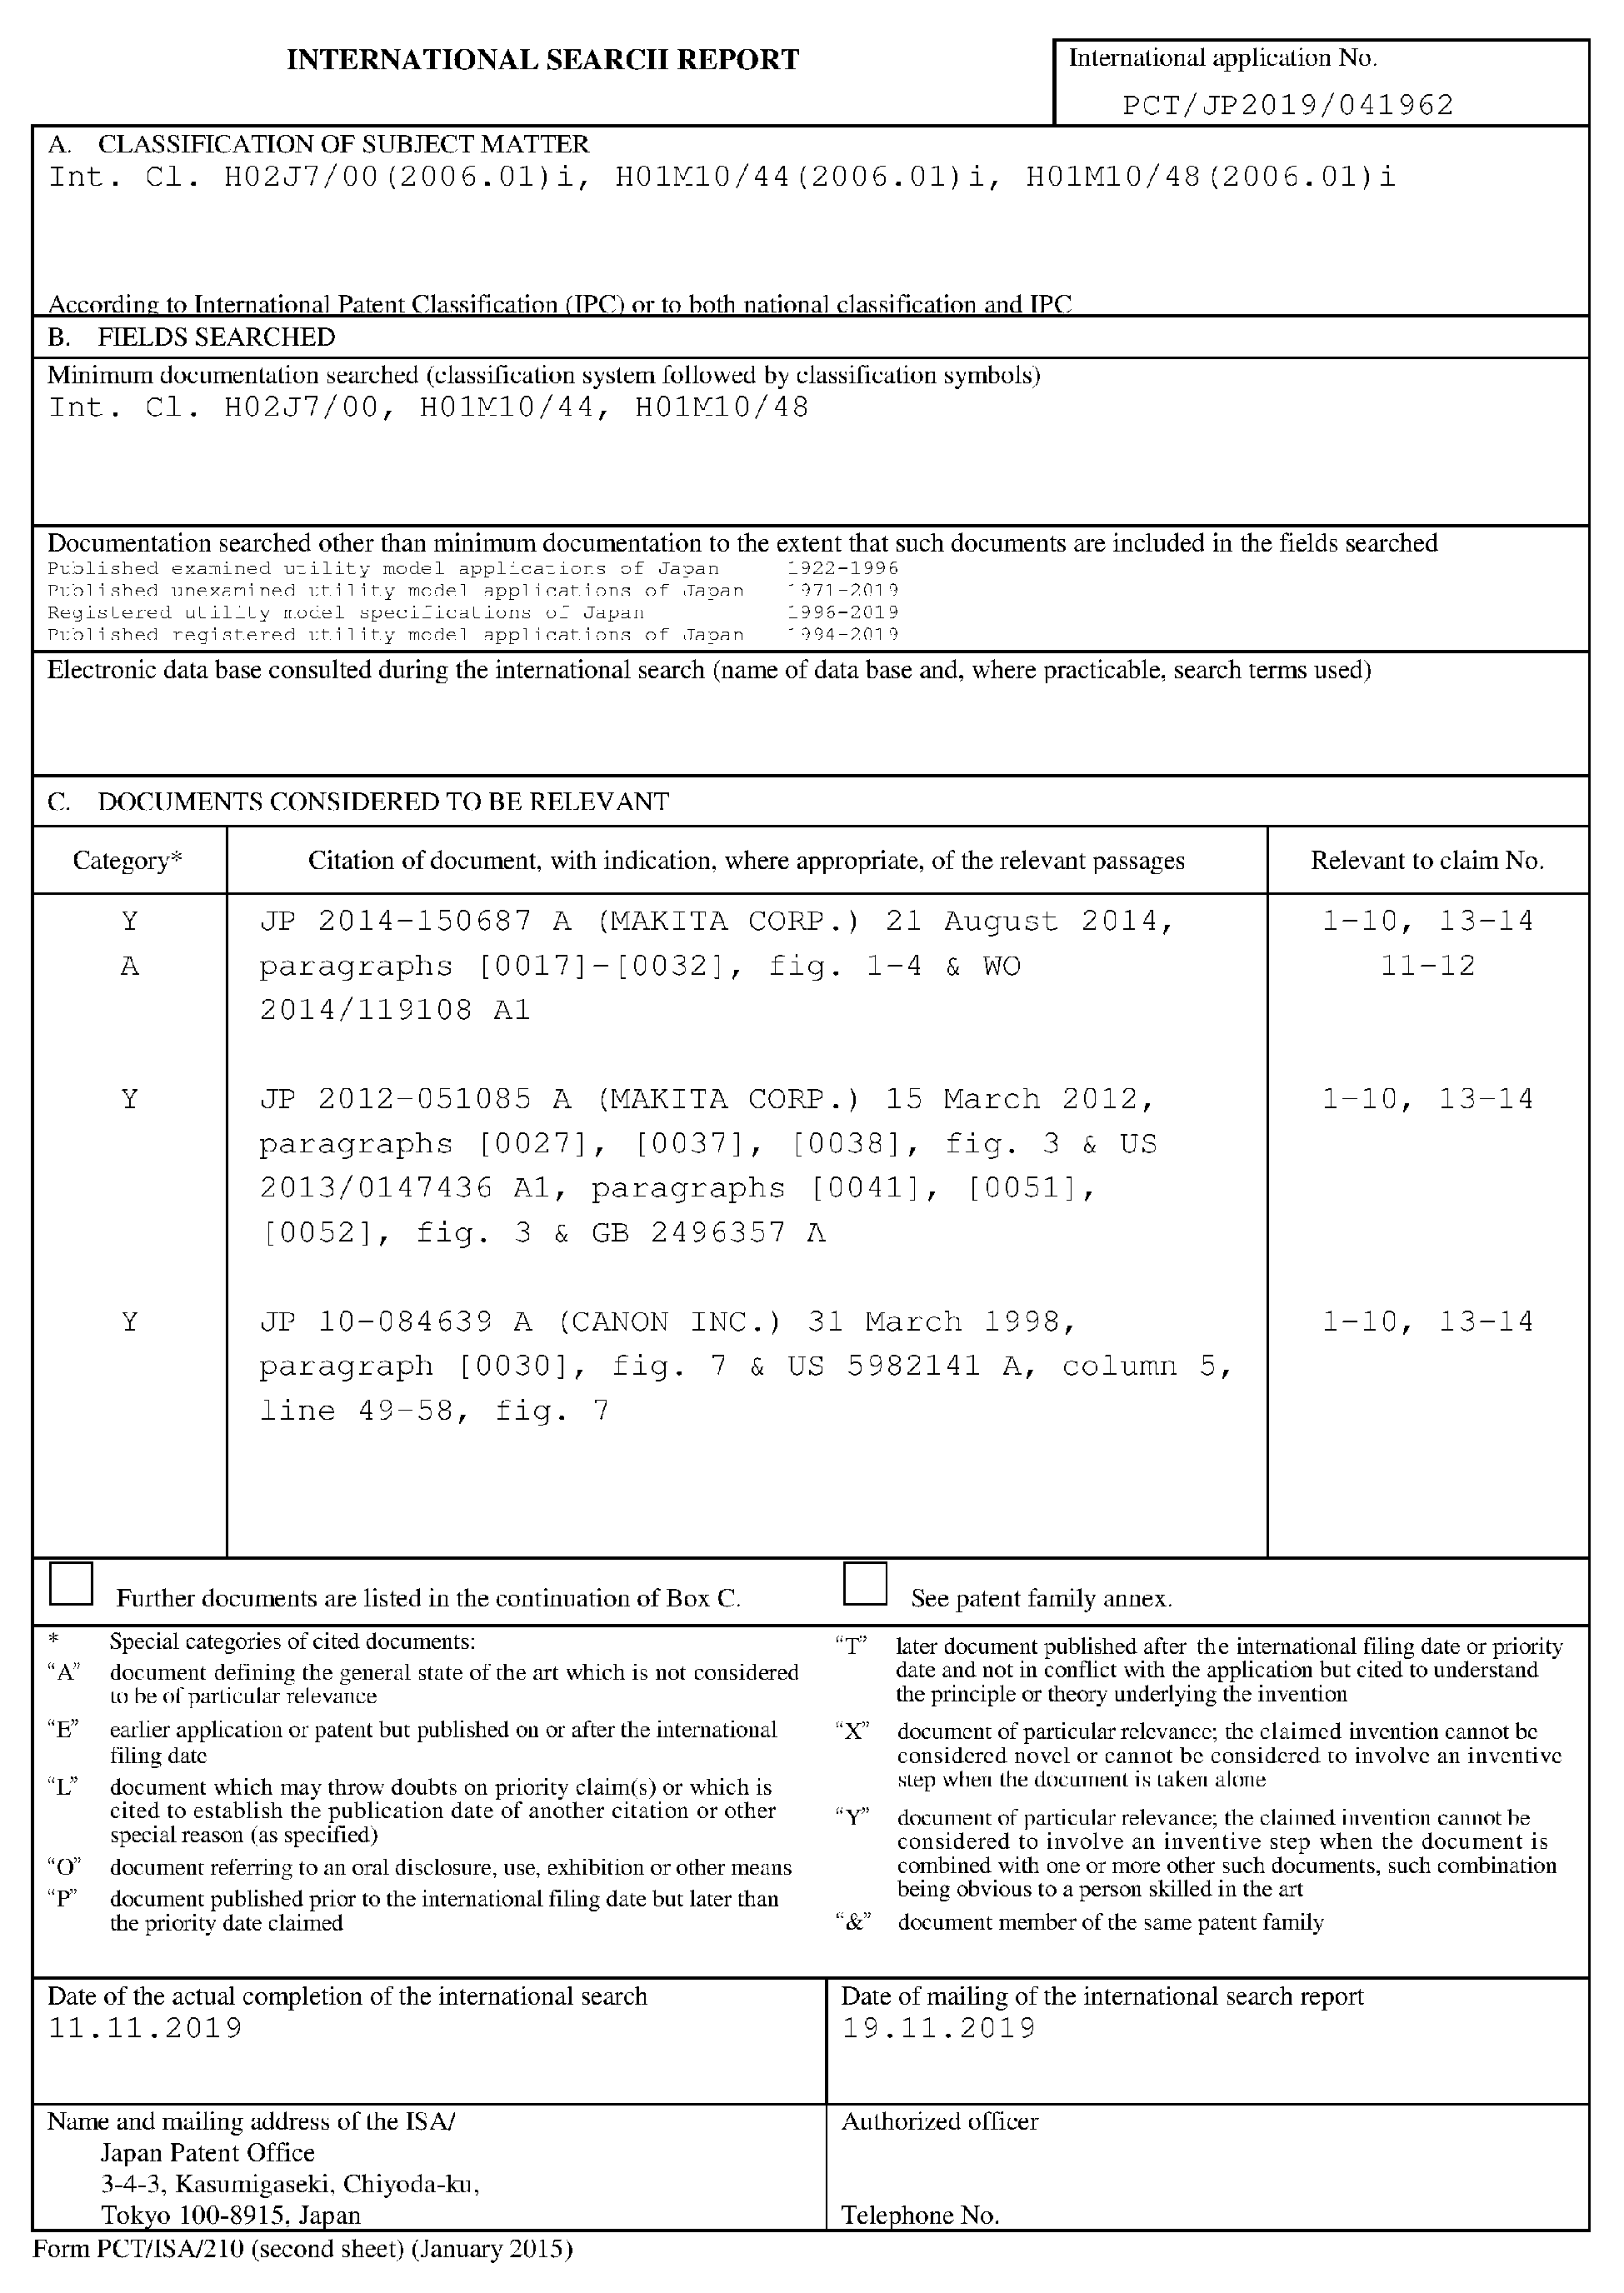 INTERNATIONAL SEARCH REPORT
International application No.
PCT/JP2019/041962
A. CLASSIFICATION OF SUBJECT MATTER
Int. Cl. H02J7/00(2006.01)i, H01M10/44(2006.01)i, H01M10/48(2006.01)i
According to International Patent Classification (IPC) or to both national classification and IPC
B. FIELDS SEARCHED
Minimum documentation searched (classification system followed by classification symbols)
Int. Cl. H02J7/00, H01M10/44, H01M10/48
Documentation searched other than minimum documentation to the extent that such documents are included in the fields searched
Published examined utility model applications of Japan 1922-1996
Published unexamined utility model applications of Japan 1971-2019
Registered utility model specifications of Japan 1996-2019
Published registered utility model applications of Japan 1994-2019
Electronic data base consulted during the international search (name of data base and, where practicable, search terms used)
C. DOCUMENTS CONSIDERED TO BE RELEVANT
Category* Citation of document, with indication, where appropriate, of the relevant passages Relevant to claim No.
Y JP 2014-150687 A (MAKITA CORP.) 21 August 2014, 1-10, 13-14
A paragraphs [0017]-[0032], fig. 1-4 & WO 11-12
2014/119108 A1
Y JP 2012-051085 A (MAKITA CORP.) 15 March 2012, 1-10, 13-14
paragraphs [0027], [0037], [0038], fig. 3 & US
2013/0147436 A1, paragraphs [0041], [0051],
[0052], fig. 3 & GB 2496357 A
Y JP 10-084639 A (CANON INC.) 31 March 1998, 1-10, 13-14
paragraph [0030], fig. 7 & US 5982141 A, column 5,
line 49-58, fig. 7
Further documents are listed in the continuation of Box C.
See patent family annex.
* Special categories of cited documents:
"A" document defining the general state of the art which is not considered
to be of particular relevance
"E" earlier application or patent but published on or after the international
filing date
"L" document which may throw doubts on priority claim(s) or which is
cited to establish the publication date of another citation or other
special reason (as specified)
"O" document referring to an oral disclosure, use, exhibition or other means
"P" document published prior to the international filing date but later than
the priority date claimed
"T" later document published after the international filing date or priority
date and not in conflict with the application but cited to understand
the principle or theory underlying the invention
"X" document of particular relevance; the claimed invention cannot be
considered novel or cannot be considered to involve an inventive
step when the document is taken alone
"Y" document of particular relevance; the claimed invention cannot be
considered to involve an inventive step when the document is
combined with one or more other such documents, such combination
being obvious to a person skilled in the art
"&" document member of the same patent family
Date of the actual completion of the international search
11.11.2019
Date of mailing of the international search report
19.11.2019
Name and mailing address of the ISA/
Japan Patent Office
3-4-3, Kasumigaseki, Chiyoda-ku,
Tokyo 100-8915, Japan
Authorized officer
Telephone No.
Form PCT/ISA/210 (second sheet) (January 2015)